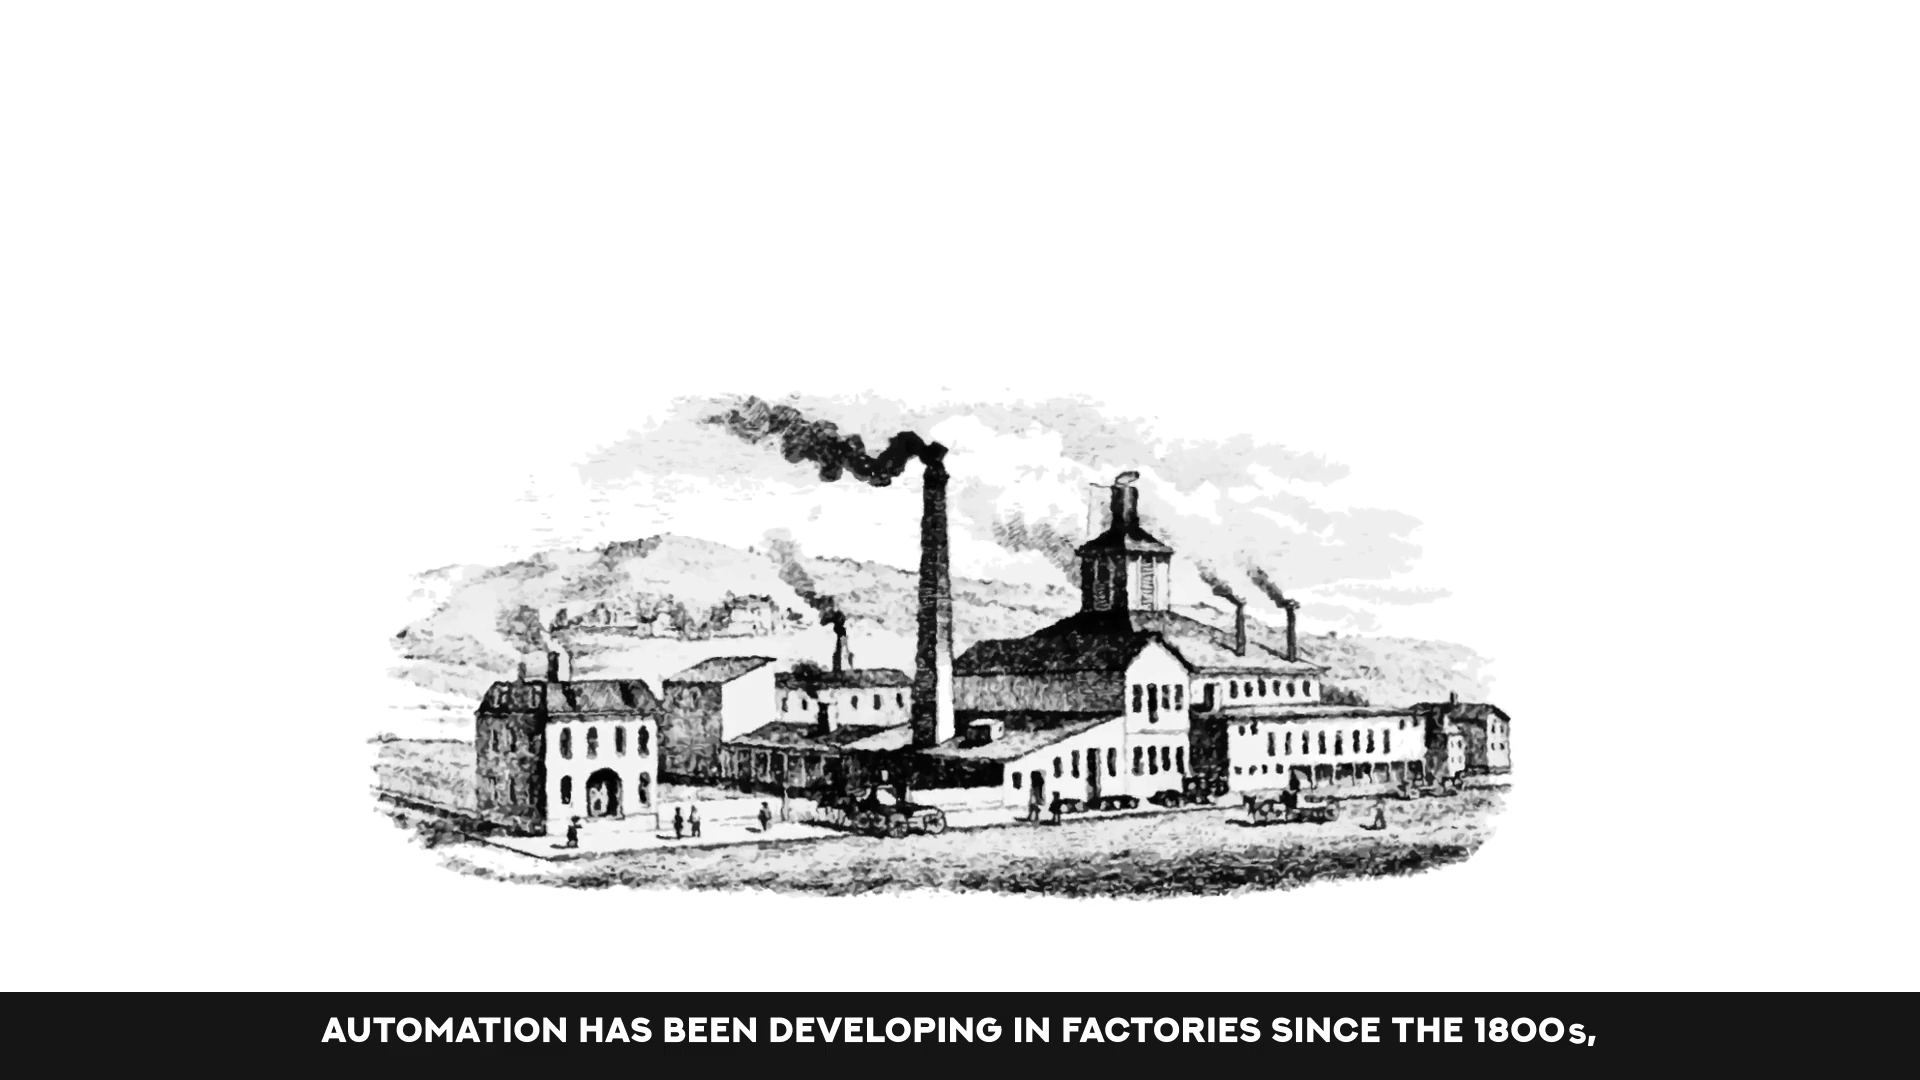 AUTOMATION HAS BEEN DEVELOPING IN FACTORIES SINCE THE 1800s,